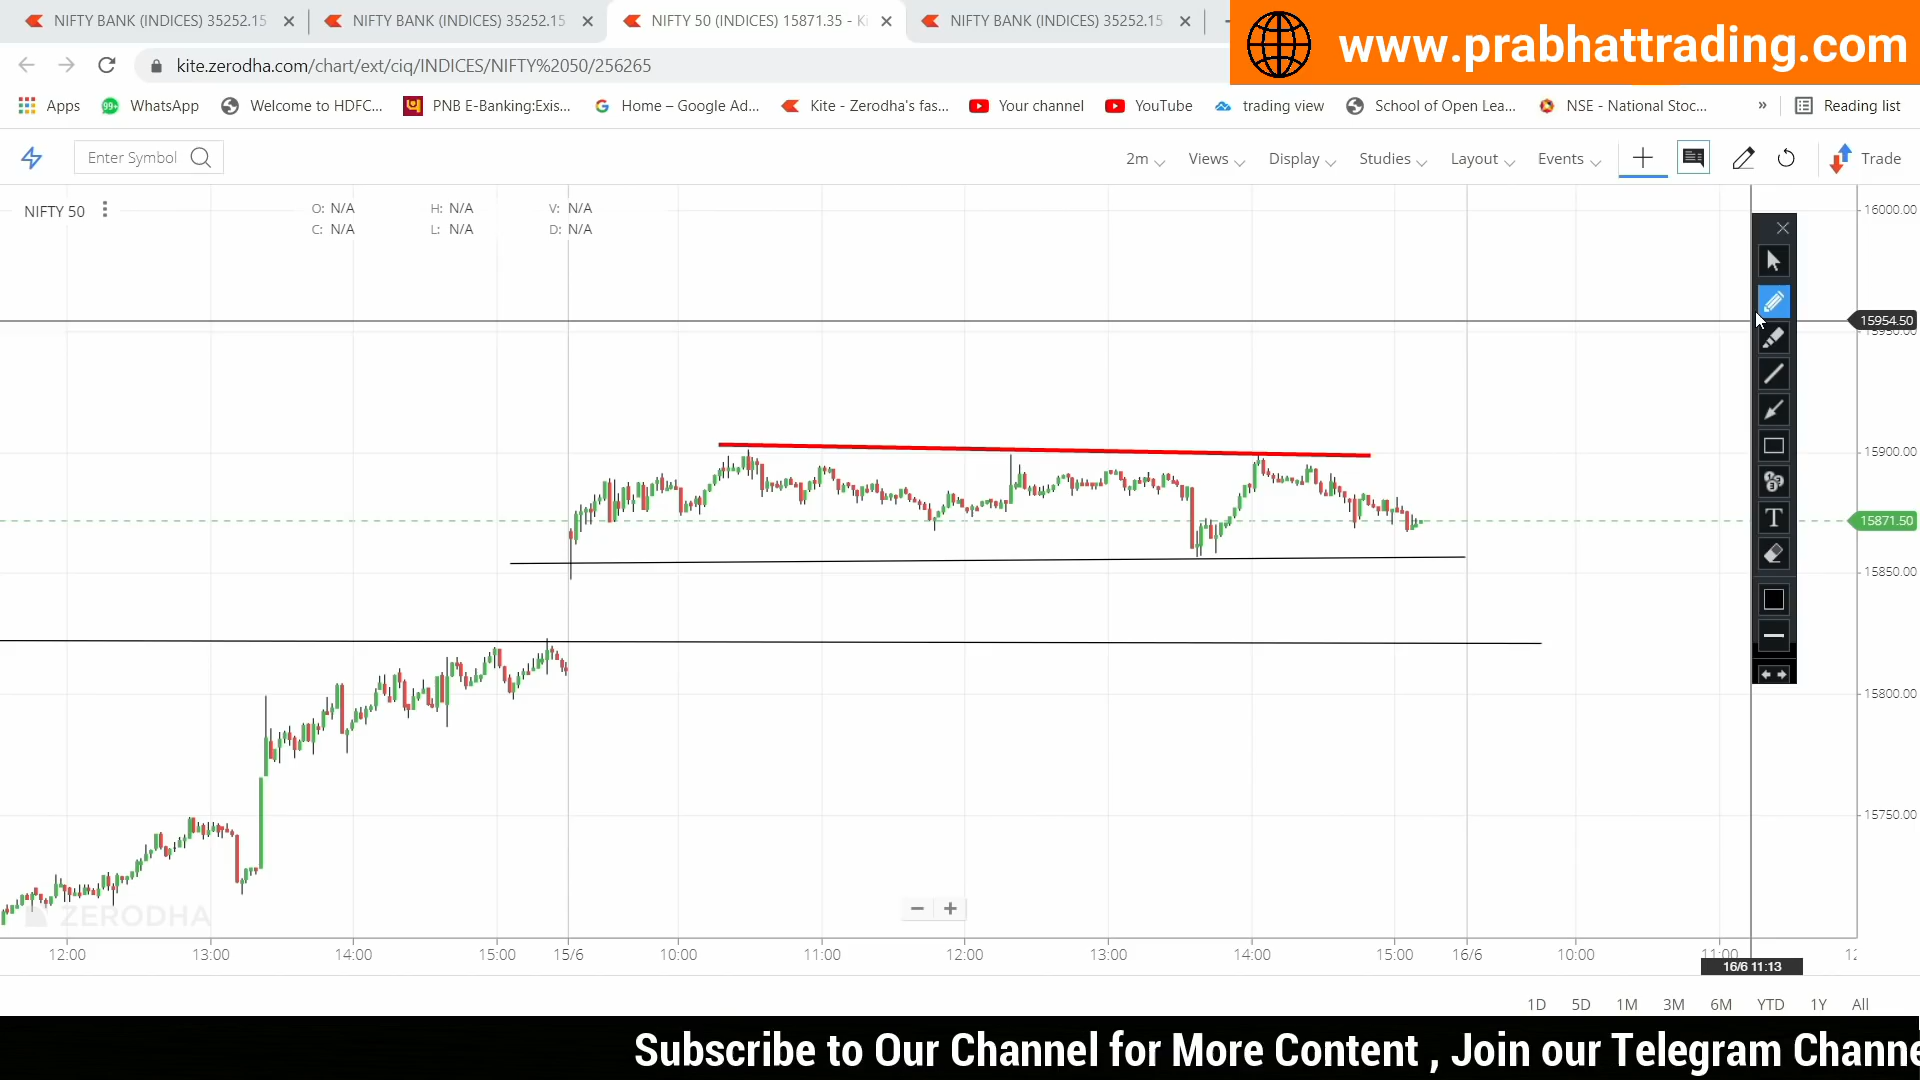 NIFTY BANK (INDICES) 35252.15
NIFTY BANK (INDICES) 35252.15
NIFTY 50 (INDICES) 15871.35 - K
NIFTY BANK (INDICES) 35252.15
www.prabhattrading.com
kite.zerodha.com/chart/ext/ciq/INDICES/NIFTY%2050/256265
Apps
99+
WhatsApp
Welcome to HDFC...
PNB E-Banking:Exis...
Home – Google Ad...
Kite - Zerodha's fas...
Your channel
YouTube
trading view
School of Open Lea...
NSE - National Stoc...
»
Reading list
Enter Symbol
2m
Views
Display
Studies
Layout
Events
Trade
NIFTY 50
O: N/A
H: N/A
V: N/A
C: N/A
L: N/A
D: N/A
16000.00
15954.50
15900.00
15871.50
15850.00
15800.00
15750.00
T
ZERODHA
12:00
13:00
14:00
15:00
15/6
10:00
11:00
12:00
13:00
14:00
15:00
16/6
10:00
11:00
16/6 11:13
1D
5D
1M
3M
6M
YTD
1Y
All
Subscribe to Our Channel for More Content , Join our Telegram Channe